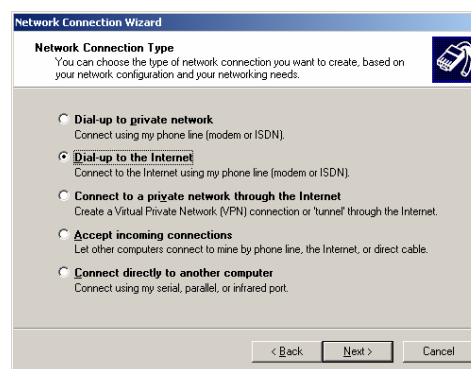 Network Connection Wizard
Network Connection Type
You can choose the type of network connection you want to create, based on
your network configuration and your networking needs.
Dial-up to private network
Connect using my phone line (modem or ISDN).
Dial-up to the Internet
Connect to the Internet using my phone line (modem or ISDN).
Connect to a private network through the Internet
Create a Virtual Private Network (VPN) connection or 'tunnel' through the Internet.
Accept incoming connections
Let other computers connect to mine by phone line, the Internet, or direct cable.
Connect directly to another computer
Connect using my serial, parallel, or infrared port.
< Back Next > Cancel